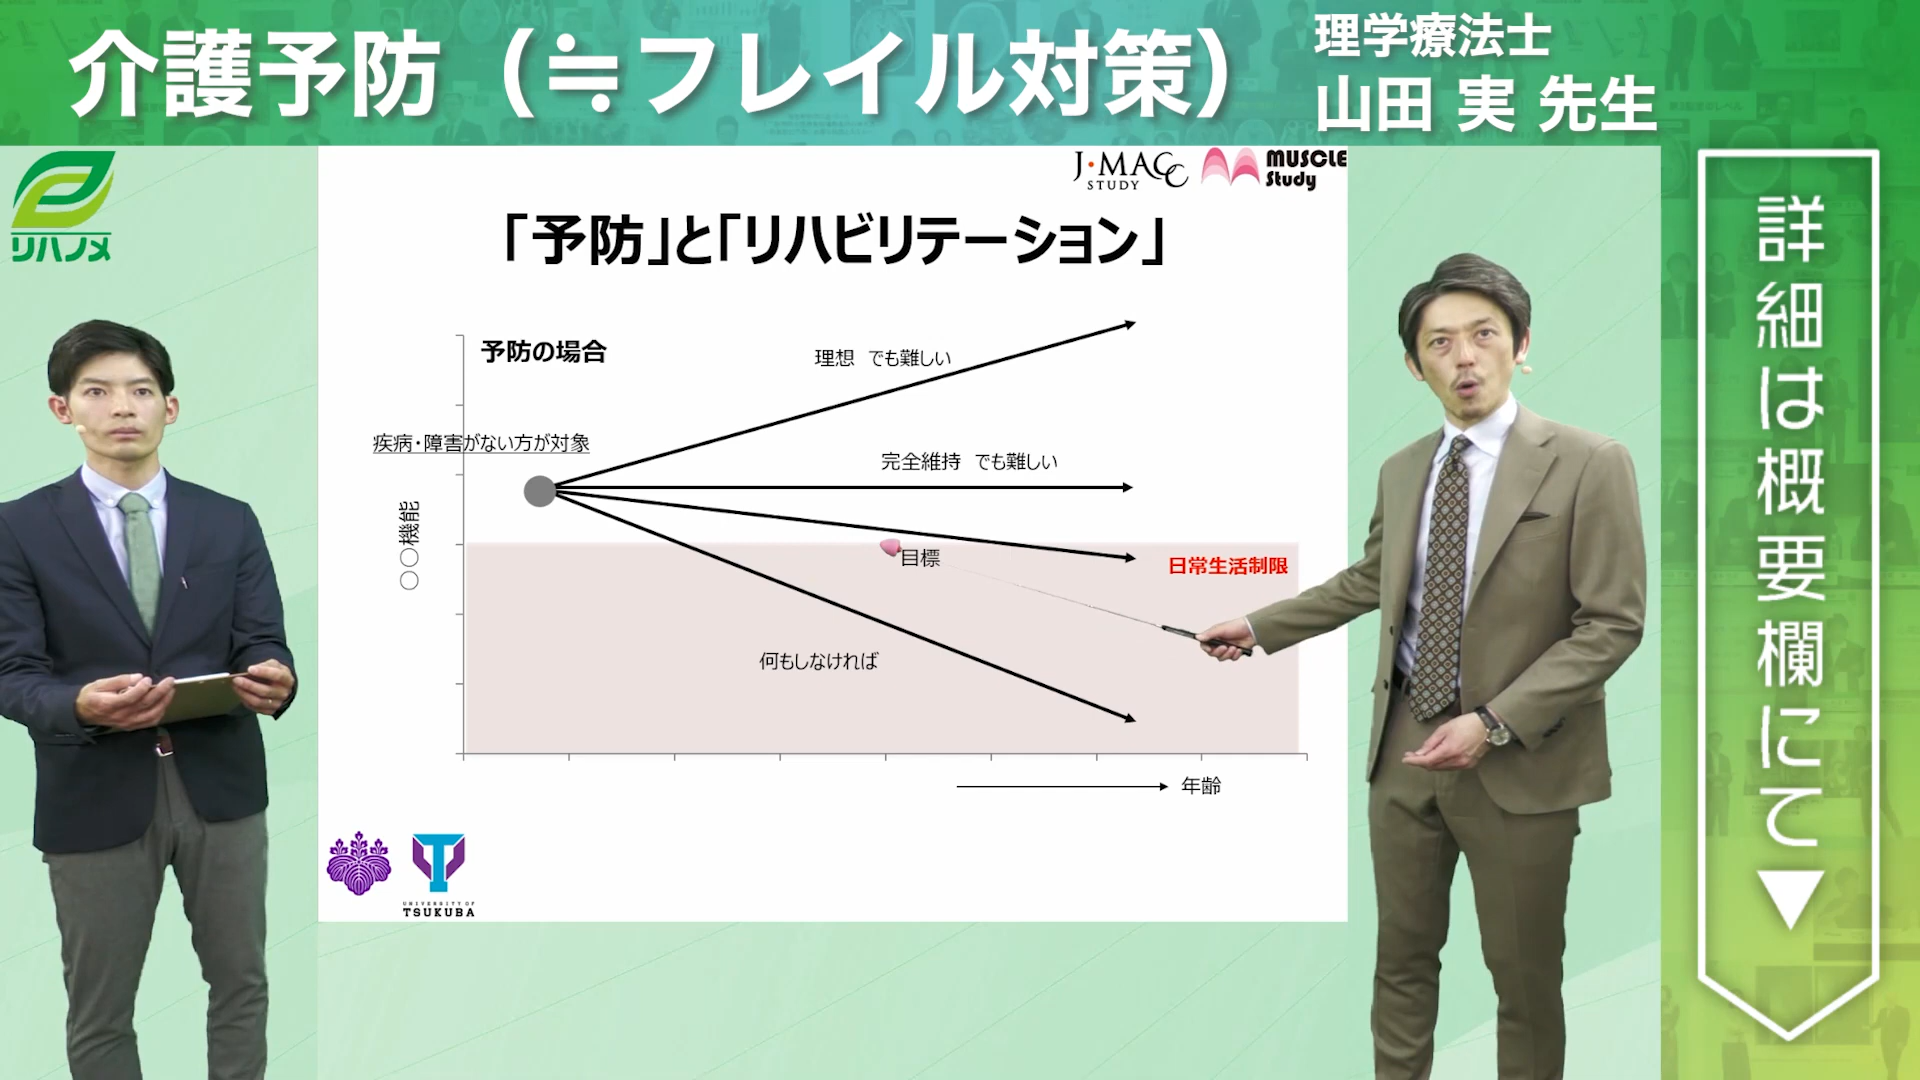 介護予防（≒フレイル対策）
理学療法士
山田 実 先生
リハノメ
J・MACC
STUDY
MUSCLE
Study
「予防」と「リハビリテーション」
予防の場合
理想 でも難しい
疾病・障害がない方が対象
完全維持 でも難しい
〇〇機能
目標
日常生活制限
何もしなければ
年齢
UNIVERSITY OF
TSUKUBA
詳細は概要欄にて▼